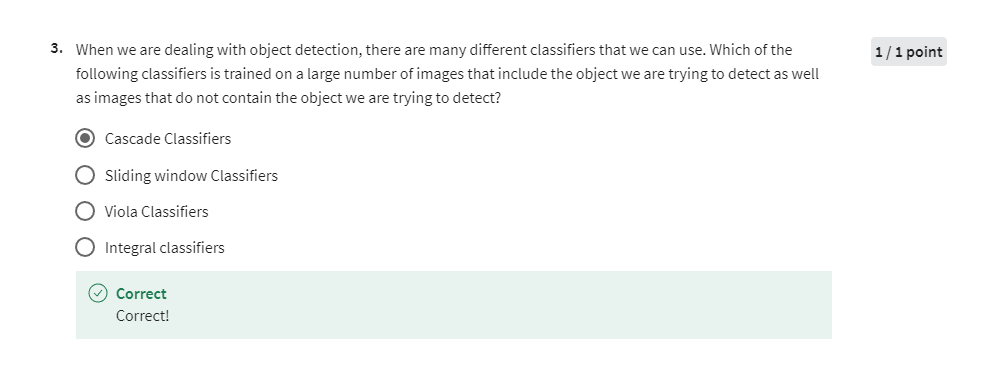 3. When we are dealing with object detection, there are many different classifiers that we can use. Which of the
1 / 1 point
following classifiers is trained on a large number of images that include the object we are trying to detect as well
as images that do not contain the object we are trying to detect?
Cascade Classifiers
Sliding window Classifiers
Viola Classifiers
Integral classifiers
Correct
Correct!